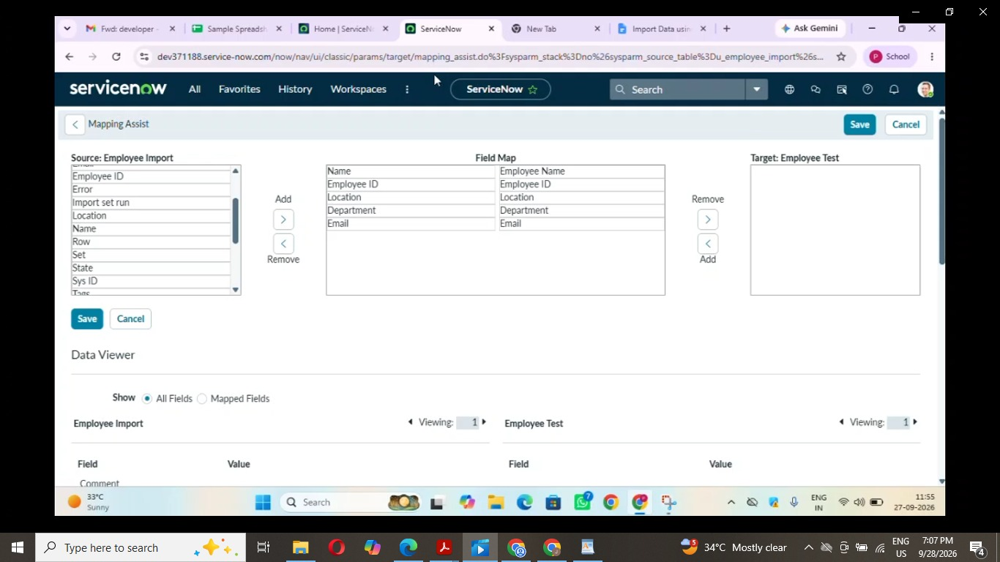 Fwd: developer -
Sample Spreadsh
Home | ServiceN
ServiceNow
New Tab
Import Data usin
Ask Gemini
dev371188.service-now.com/now/nav/ui/classic/params/target/mapping_assist.do%3Fsysparm_stack%3Dno%26sysparm_source_table%3Du_employee_import%26s...
P School
servicenow All Favorites History Workspaces ServiceNow Search
Mapping Assist Save Cancel
Source: Employee Import Field Map Target: Employee Test
Email
Employee ID
Error
Import set run
Location
Name
Row
Set
State
Sys ID
Tags
Add
Remove
Name Employee Name
Employee ID Employee ID
Location Location
Department Department
Email Email
Remove
Add
Save Cancel
Data Viewer
Show All Fields Mapped Fields
Employee Import Viewing: 1 Employee Test Viewing: 1
Field Value Field Value
Comment
33°C
Sunny
Search
7
ENG
IN
11:55
27-09-2026
Type here to search
34°C Mostly clear
5
ENG
US
7:07 PM
9/28/2026
4